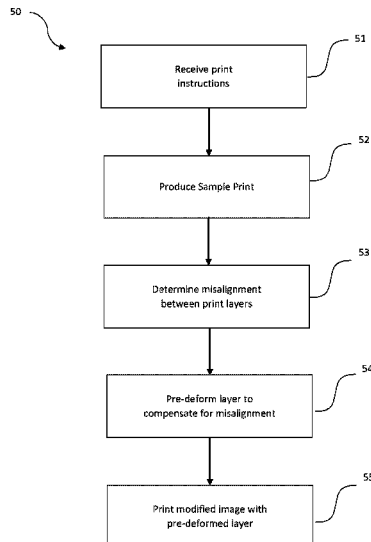 50
51
Receive print
instructions
52
Produce Sample Print
53
Determine misalignment
between print layers
54
Pre-deform layer to
compensate for misalignment
55
Print modified image with
pre-deformed layer